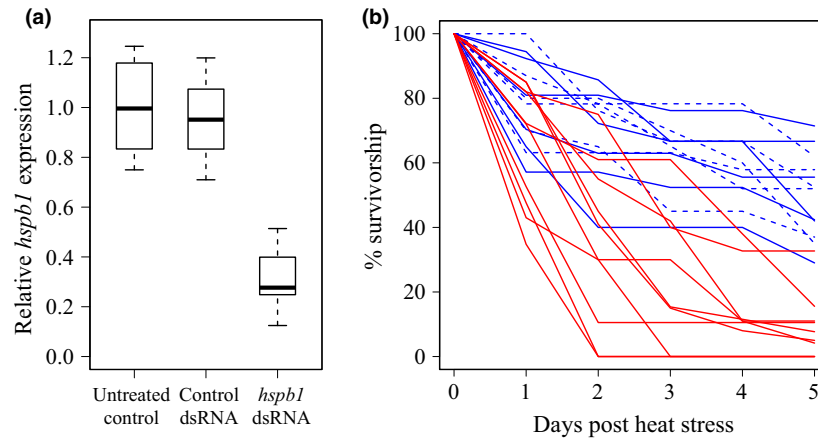 (a)
Relative hspb1 expression
1.2
1.0
0.8
0.6
0.4
0.2
0.0
Untreated control
Control dsRNA
hspb1 dsRNA
(b)
% survivorship
100
80
60
40
20
0
0 1 2 3 4 5
Days post heat stress